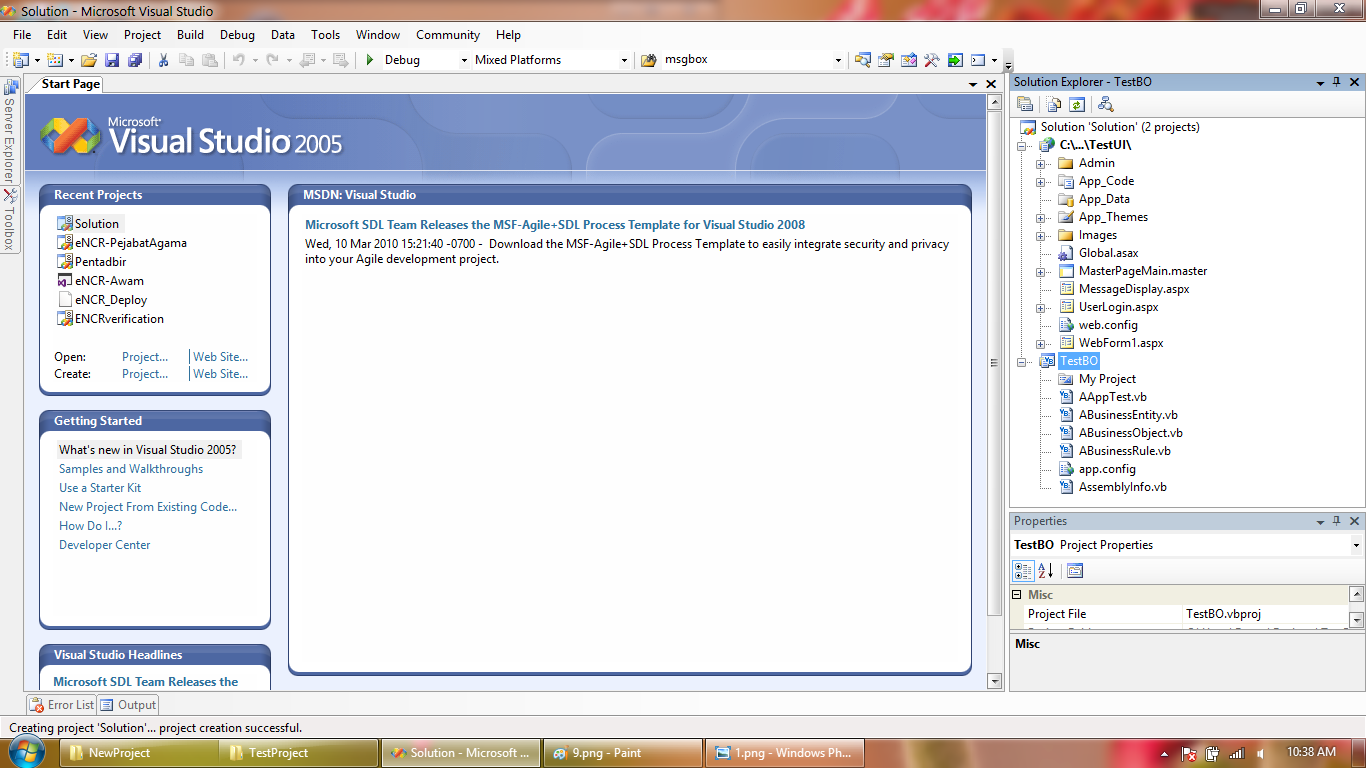 Solution - Microsoft Visual Studio
File Edit View Project Build Debug Data Tools Window Community Help
Debug Mixed Platforms msgbox
Server Explorer
Toolbox
Start Page
Microsoft
Visual Studio 2005
Recent Projects
Solution
eNCR-PejabatAgama
Pentadbir
eNCR-Awam
eNCR_Deploy
ENCRverification
Open: Project... Web Site...
Create: Project... Web Site...
Getting Started
What's new in Visual Studio 2005?
Samples and Walkthroughs
Use a Starter Kit
New Project From Existing Code...
How Do I...?
Developer Center
Visual Studio Headlines
Microsoft SDL Team Releases the
MSDN: Visual Studio
Microsoft SDL Team Releases the MSF-Agile+SDL Process Template for Visual Studio 2008
Wed, 10 Mar 2010 15:21:40 -0700 - Download the MSF-Agile+SDL Process Template to easily integrate security and privacy
into your Agile development project.
Solution Explorer - TestBO
Solution 'Solution' (2 projects)
C:\...\TestUI\
Admin
App_Code
App_Data
App_Themes
Images
Global.asax
MasterPageMain.master
MessageDisplay.aspx
UserLogin.aspx
web.config
WebForm1.aspx
TestBO
My Project
AAppTest.vb
ABusinessEntity.vb
ABusinessObject.vb
ABusinessRule.vb
app.config
AssemblyInfo.vb
Properties
TestBO Project Properties
Misc
Project File TestBO.vbproj
Misc
Error List Output
Creating project 'Solution'... project creation successful.
NewProject TestProject Solution - Microsoft ... 9.png - Paint 1.png - Windows Ph... 10:38 AM